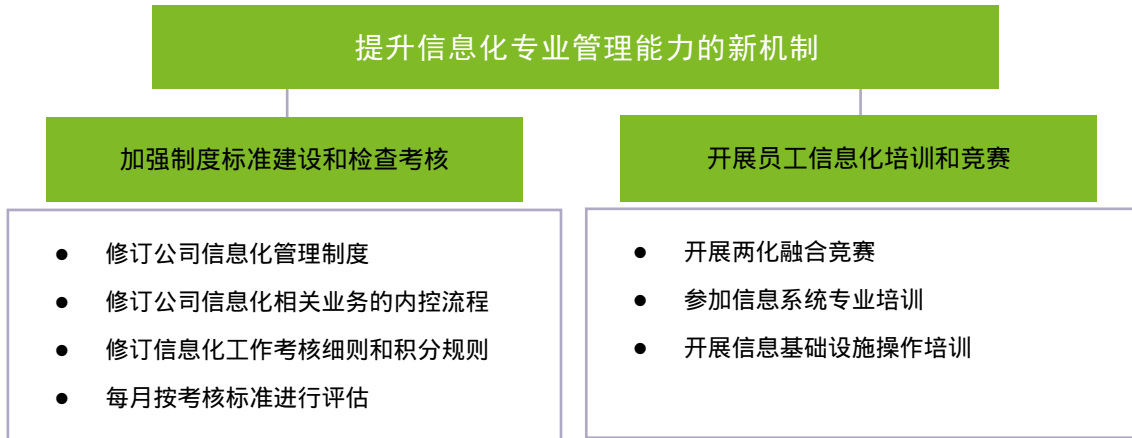 提升信息化专业管理能力的新机制
加强制度标准建设和检查考核
● 修订公司信息化管理制度
● 修订公司信息化相关业务的内控流程
● 修订信息化工作考核细则和积分规则
● 每月按考核标准进行评估
开展员工信息化培训和竞赛
● 开展两化融合竞赛
● 参加信息系统专业培训
● 开展信息基础设施操作培训